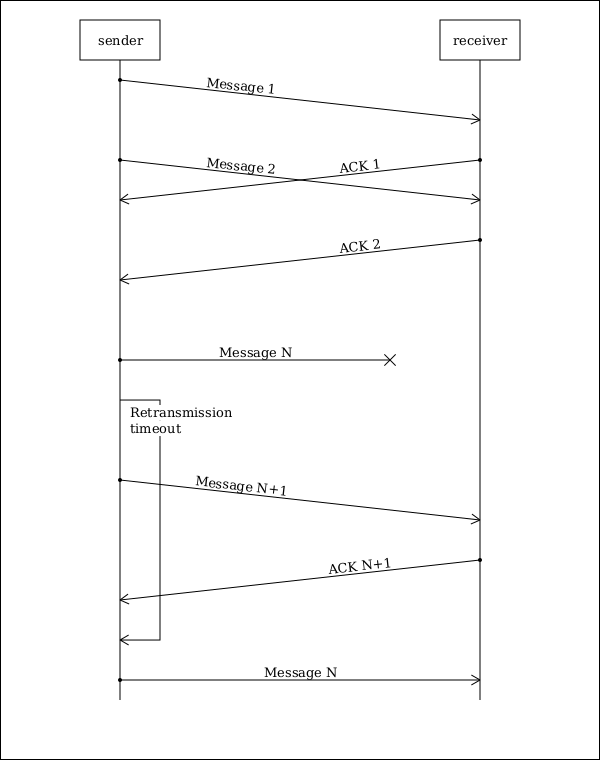 sender
receiver
Message 1
Message 2
ACK 1
ACK 2
Message N
Retransmission
timeout
Message N+1
ACK N+1
Message N